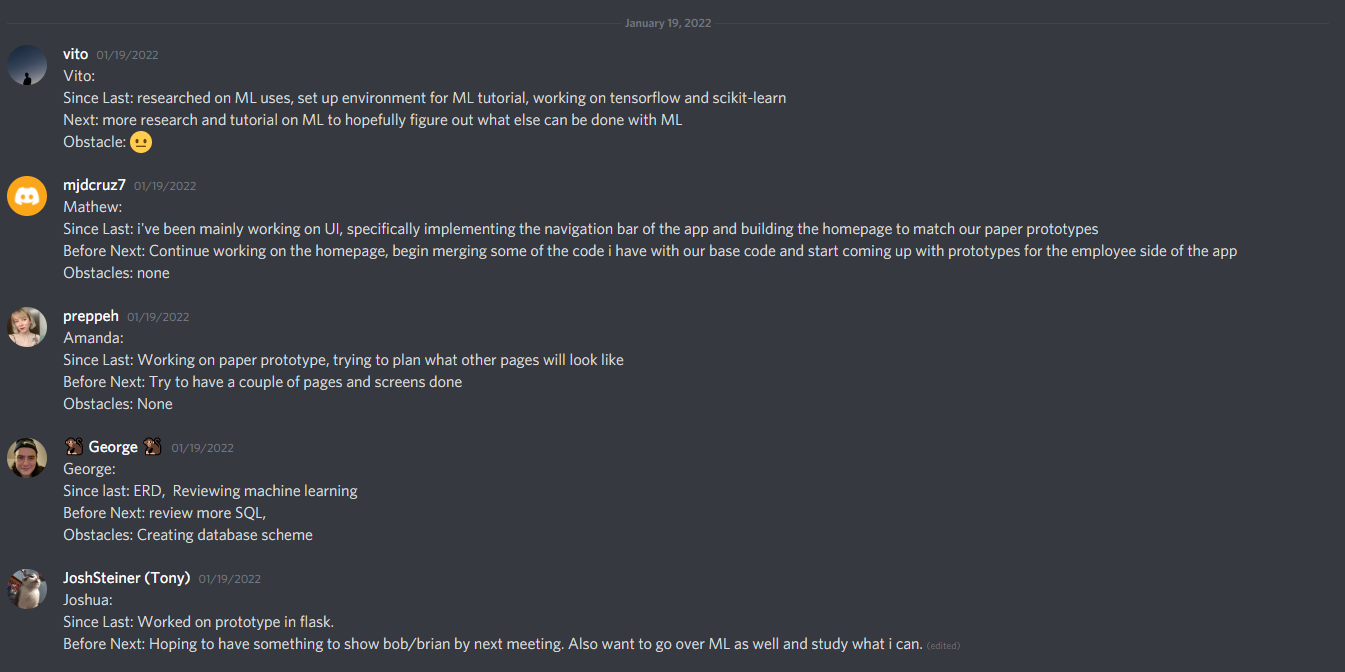 January 19, 2022
vito 01/19/2022
Vito:
Since Last: researched on ML uses, set up environment for ML tutorial, working on tensorflow and scikit-learn
Next: more research and tutorial on ML to hopefully figure out what else can be done with ML
Obstacle: 😐
mjdcruz7 01/19/2022
Mathew:
Since Last: i've been mainly working on UI, specifically implementing the navigation bar of the app and building the homepage to match our paper prototypes
Before Next: Continue working on the homepage, begin merging some of the code i have with our base code and start coming up with prototypes for the employee side of the app
Obstacles: none
preppeh 01/19/2022
Amanda:
Since Last: Working on paper prototype, trying to plan what other pages will look like
Before Next: Try to have a couple of pages and screens done
Obstacles: None
🐒 George 🐒 01/19/2022
George:
Since last: ERD,  Reviewing machine learning
Before Next: review more SQL,
Obstacles: Creating database scheme
JoshSteiner (Tony) 01/19/2022
Joshua:
Since Last: Worked on prototype in flask.
Before Next: Hoping to have something to show bob/brian by next meeting. Also want to go over ML as well and study what i can. (edited)